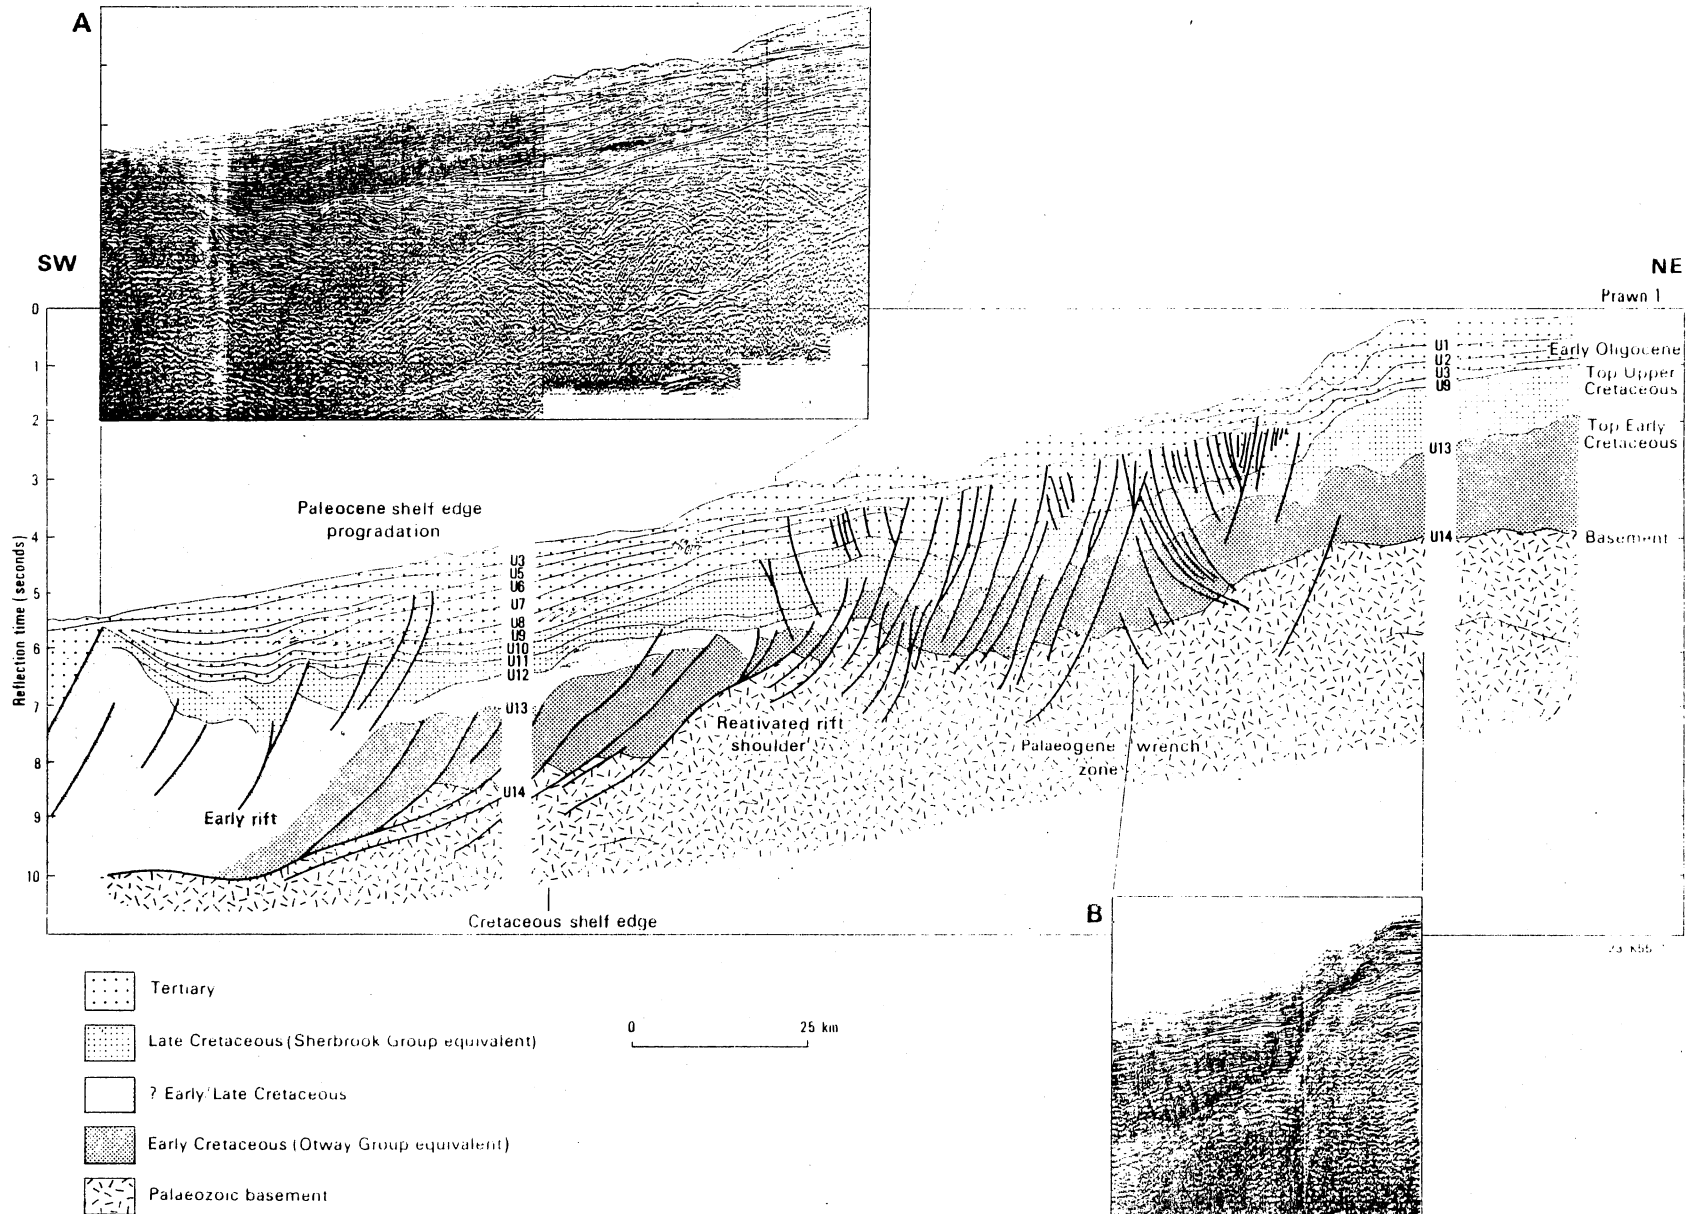 A
SW
NE
Prawn 1
0
1
2
3
4
5
6
7
8
9
10
Reflection time (seconds)
U1
U2
U3
U9
U13
U14
Early Oligocene
Top Upper
Cretaceous
Top Early
Cretaceous
? Basement
Paleocene shelf edge
progradation
U3
U5
U6
U7
U8
U9
U10
U11
U12
U13
U14
Early rift
Reativated rift
shoulder
Palaeogene wrench
zone
Cretaceous shelf edge
B
Tertiary
Late Cretaceous (Sherbrook Group equivalent)
? Early/Late Cretaceous
Early Cretaceous (Otway Group equivalent)
Palaeozoic basement
0 25 km